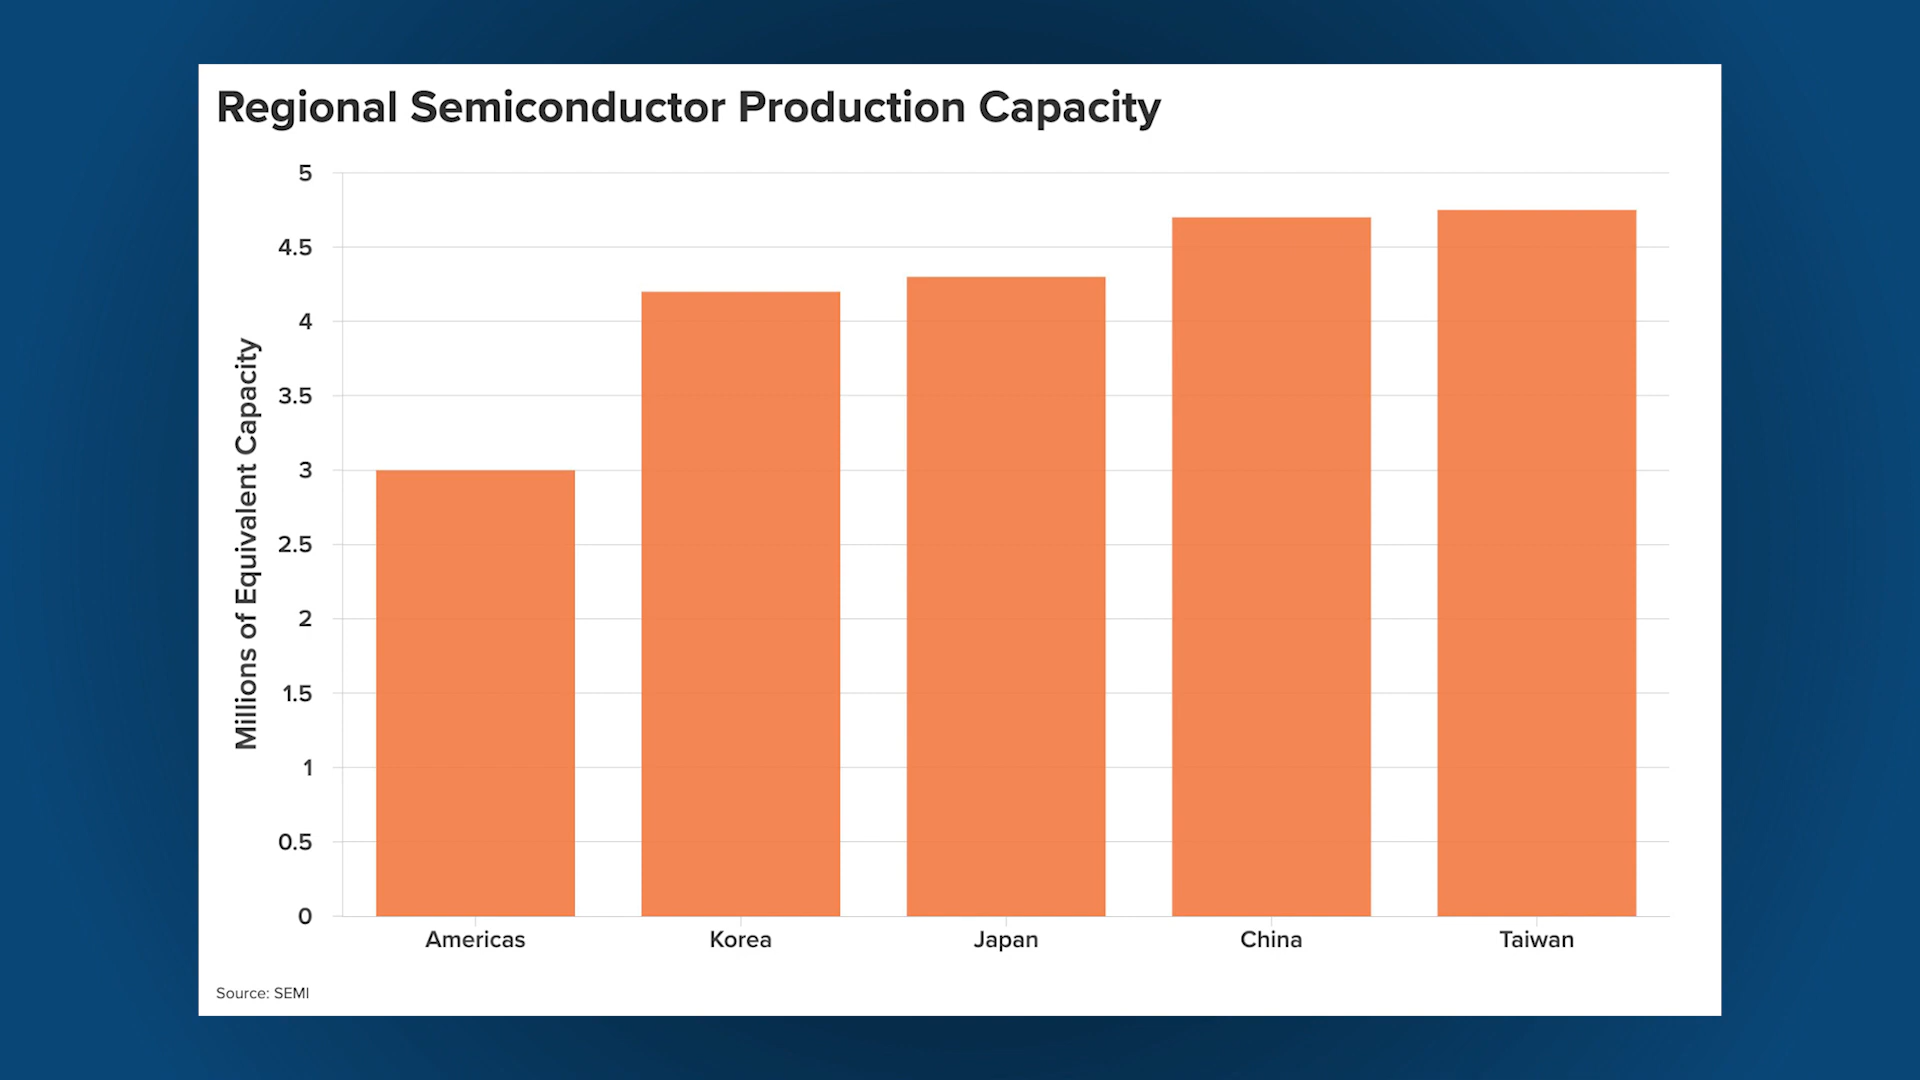 Regional Semiconductor Production Capacity
Millions of Equivalent Capacity
5
4.5
4
3.5
3
2.5
2
1.5
1
0.5
0
Americas
Korea
Japan
China
Taiwan
Source: SEMI